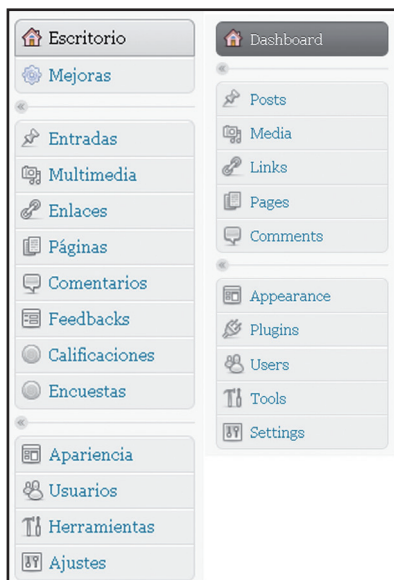 Escritorio
Mejoras
Entradas
Multimedia
Enlaces
Páginas
Comentarios
Feedbacks
Calificaciones
Encuestas
Apariencia
Usuarios
Herramientas
Ajustes
Dashboard
Posts
Media
Links
Pages
Comments
Appearance
Plugins
Users
Tools
Settings